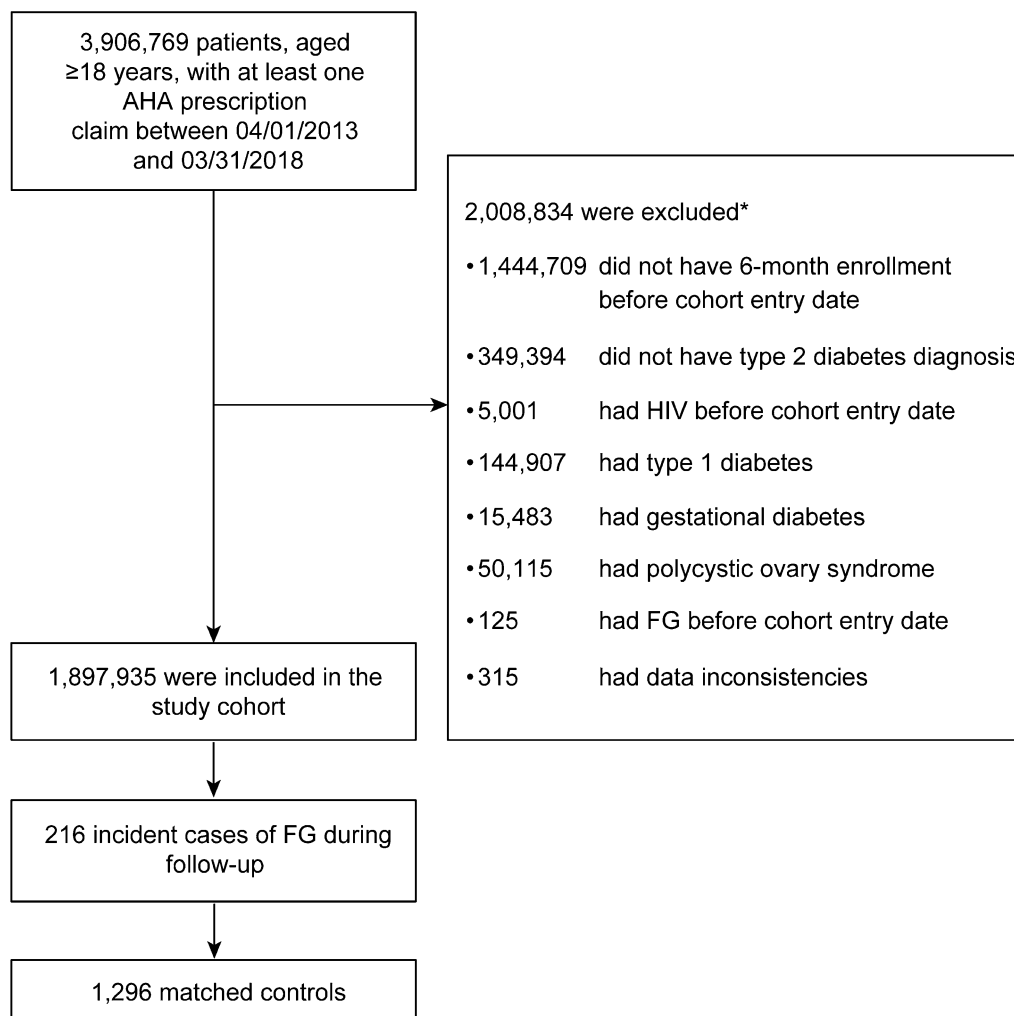 3,906,769 patients, aged
≥18 years, with at least one
AHA prescription
claim between 04/01/2013
and 03/31/2018
2,008,834 were excluded*
•1,444,709 did not have 6-month enrollment
before cohort entry date
•349,394 did not have type 2 diabetes diagnosis
•5,001 had HIV before cohort entry date
•144,907 had type 1 diabetes
•15,483 had gestational diabetes
•50,115 had polycystic ovary syndrome
•125 had FG before cohort entry date
•315 had data inconsistencies
1,897,935 were included in the
study cohort
216 incident cases of FG during
follow-up
1,296 matched controls